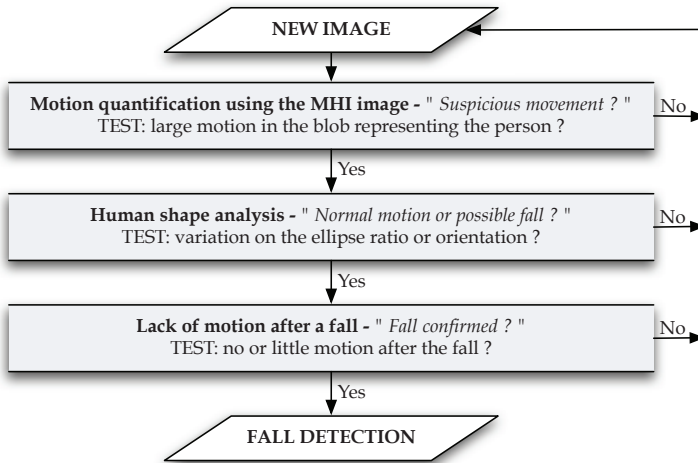 NEW IMAGE
Motion quantification using the MHI image - " Suspicious movement ? "
TEST: large motion in the blob representing the person ?
No
Yes
Human shape analysis - " Normal motion or possible fall ? "
TEST: variation on the ellipse ratio or orientation ?
No
Yes
Lack of motion after a fall - " Fall confirmed ? "
TEST: no or little motion after the fall ?
No
Yes
FALL DETECTION